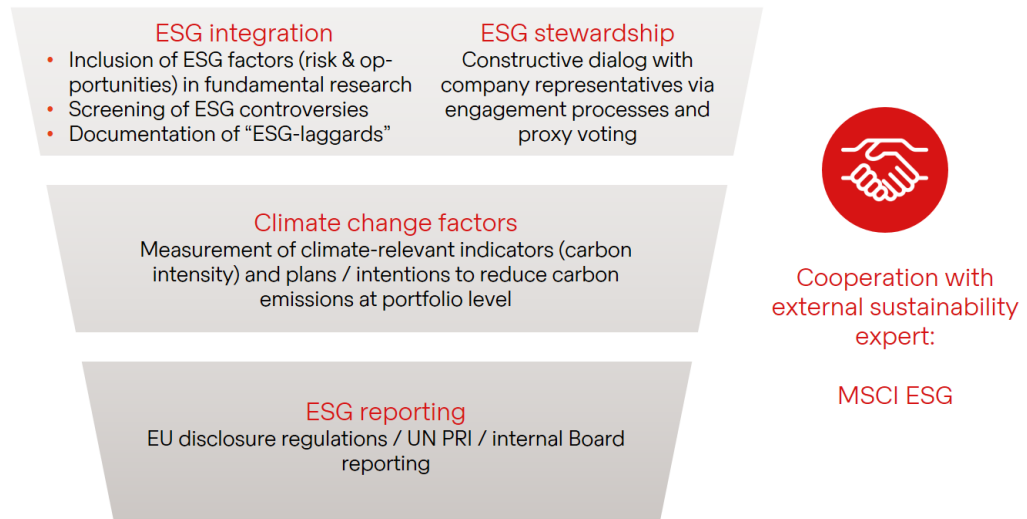 ESG integration
• Inclusion of ESG factors (risk & op-
portunities) in fundamental research
• Screening of ESG controversies
• Documentation of “ESG-laggards”
ESG stewardship
Constructive dialog with
company representatives via
engagement processes and
proxy voting
Climate change factors
Measurement of climate-relevant indicators (carbon
intensity) and plans / intentions to reduce carbon
emissions at portfolio level
ESG reporting
EU disclosure regulations / UN PRI / internal Board
reporting
Cooperation with
external sustainability
expert:
MSCI ESG